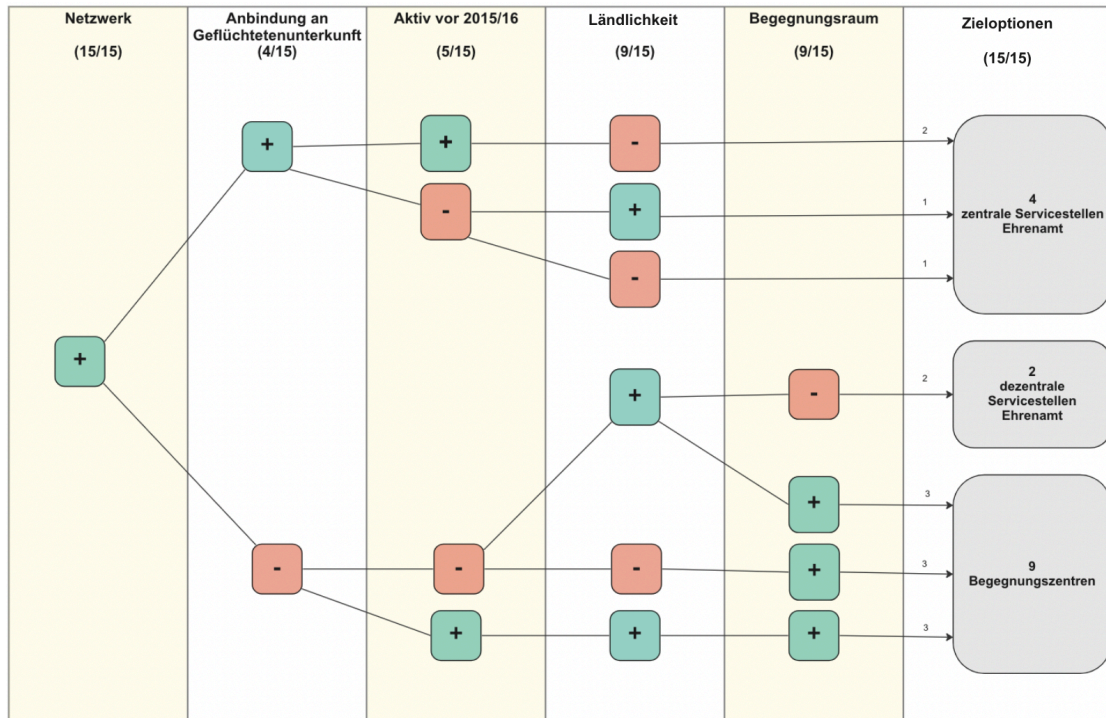 Netzwerk
(15/15)
Anbindung an
Geflüchtetenunterkunft
(4/15)
Aktiv vor 2015/16
(5/15)
Ländlichkeit
(9/15)
Begegnungsraum
(9/15)
Zieloptionen
(15/15)
+
+
-
2
-
+
1
-
1
4
zentrale Servicestellen
Ehrenamt
+
+
-
2
2
dezentrale
Servicestellen
Ehrenamt
+
3
-
-
-
+
3
+
+
+
3
9
Begegnungszentren